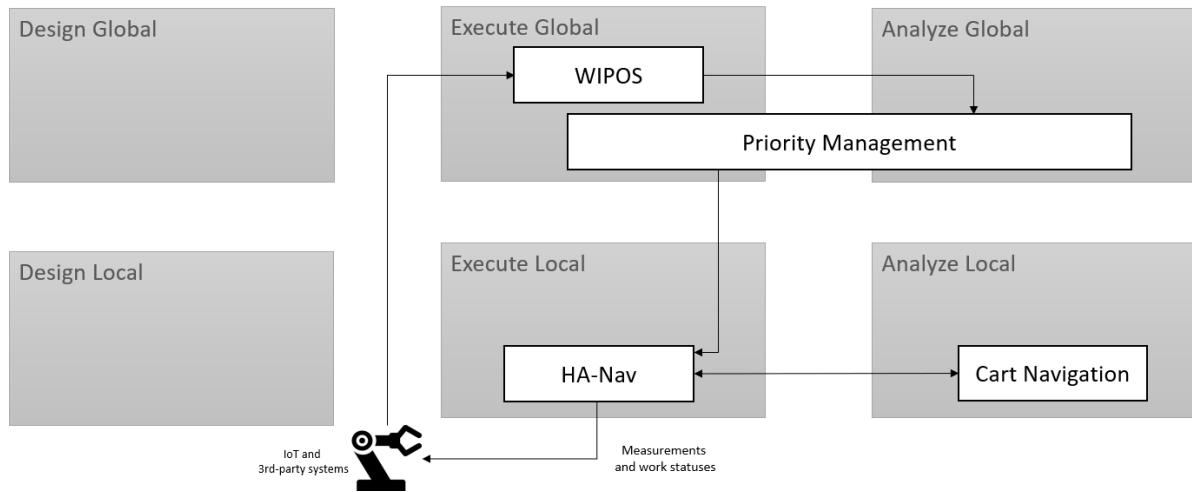 Design Global
Execute Global
Analyze Global
WIPOS
Priority Management
Design Local
Execute Local
Analyze Local
HA-Nav
Cart Navigation
IoT and
3rd-party systems
Measurements
and work statuses